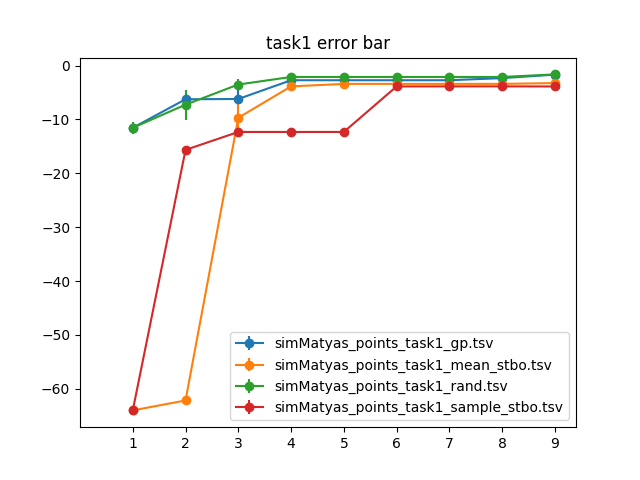 task1 error bar
0
−10
−20
−30
−40
−50
−60
simMatyas_points_task1_gp.tsv
simMatyas_points_task1_mean_stbo.tsv
simMatyas_points_task1_rand.tsv
simMatyas_points_task1_sample_stbo.tsv
1 2 3 4 5 6 7 8 9